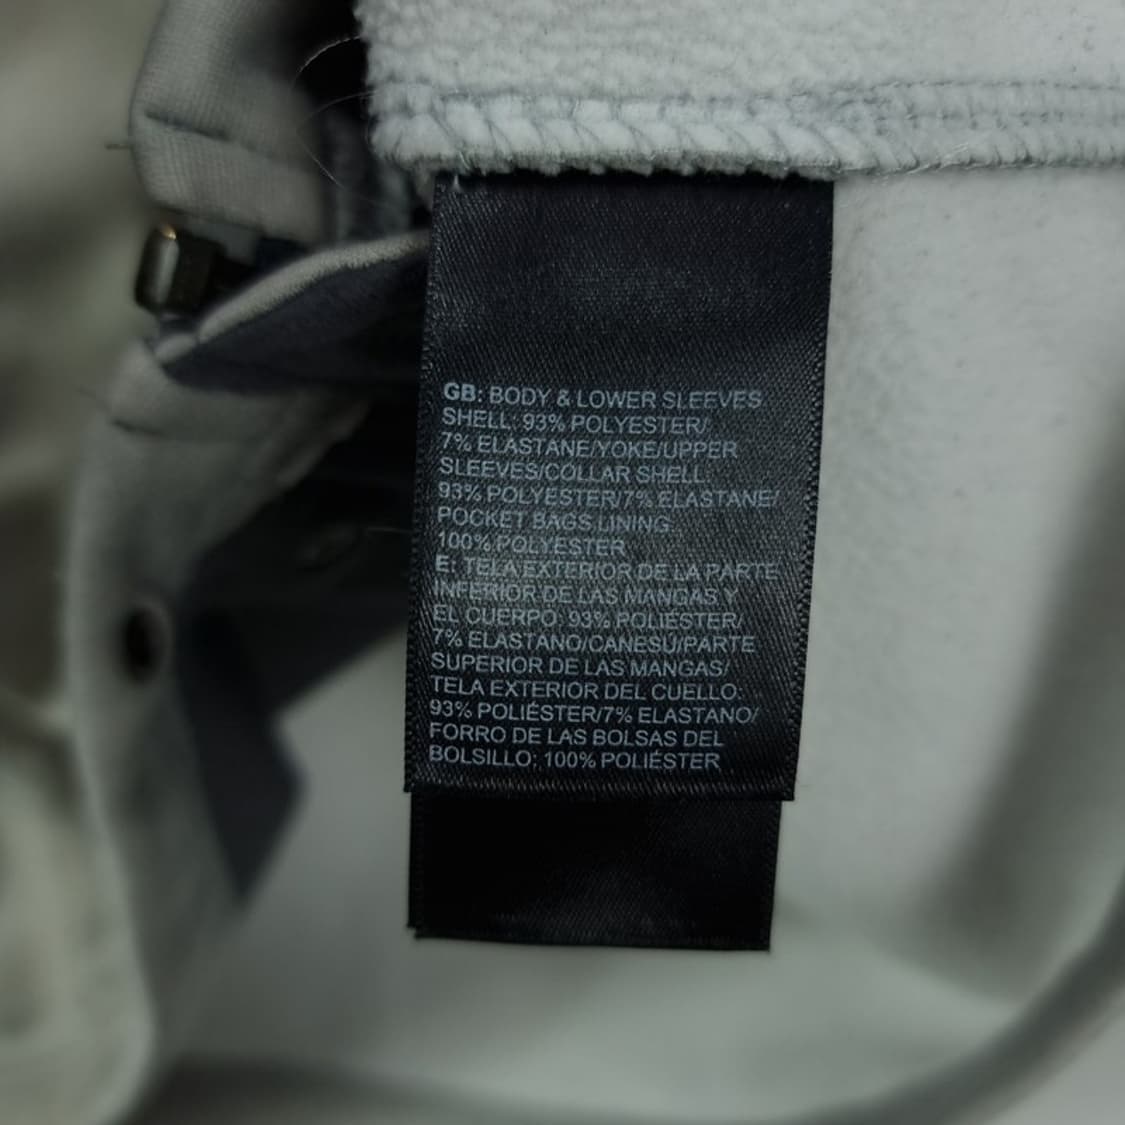 GB: BODY & LOWER SLEEVES
SHELL: 93% POLYESTER/
7% ELASTANE/YOKE/UPPER
SLEEVES/COLLAR SHELL:
93% POLYESTER/7% ELASTANE/
POCKET BAGS LINING:
100% POLYESTER
E: TELA EXTERIOR DE LA PARTE
INFERIOR DE LAS MANGAS Y
EL CUERPO: 93% POLIÉSTER/
7% ELASTANO/CANESÚ/PARTE
SUPERIOR DE LAS MANGAS/
TELA EXTERIOR DEL CUELLO:
93% POLIÉSTER/7% ELASTANO/
FORRO DE LAS BOLSAS DEL
BOLSILLO: 100% POLIÉSTER